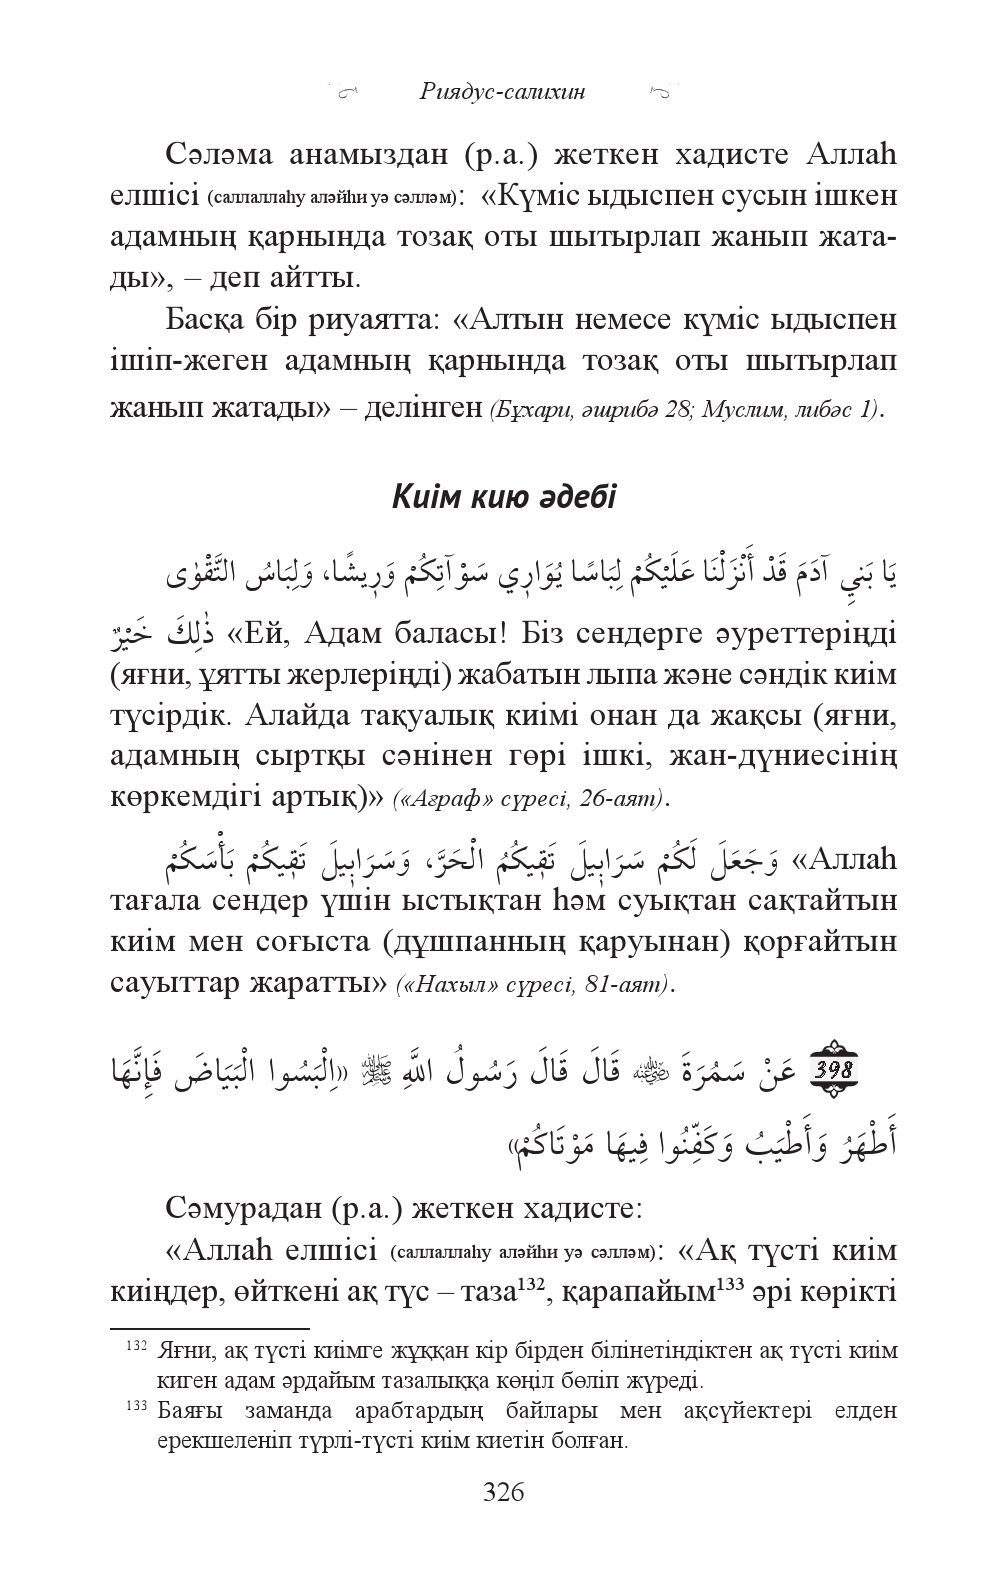 Риядус-салихин
Сәләма анамыздан (р.а.) жеткен хадисте Аллаһ
елшісі (саллаллаһу аләйһи уә сәлләм): «Күміс ыдыспен сусын ішкен
адамның қарнында тозақ оты шытырлап жанып жата-
ды», – деп айтты.
Басқа бір риуаятта: «Алтын немесе күміс ыдыспен
ішіп-жеген адамның қарнында тозақ оты шытырлап
жанып жатады» – делінген (Бұхари, әшрибә 28; Муслим, либәс 1).
Киім кию әдебі
يَا بَنِي آدَمَ قَدْ أَنْزَلْنَا عَلَيْكُمْ لِبَاسًا يُوَارِي سَوْآتِكُمْ وَرِيشًا، وَلِبَاسُ التَّقْوٰى
ذٰلِكَ خَيْرٌ «Ей, Адам баласы! Біз сендерге әуреттеріңді
(яғни, ұятты жерлеріңді) жабатын лыпа және сәндік киім
түсірдік. Алайда тақуалық киімі онан да жақсы (яғни,
адамның сыртқы сәнінен гөрі ішкі, жан-дүниесінің
көркемдігі артық)» («Ағраф» сүресі, 26-аят).
وَجَعَلَ لَكُمْ سَرَابِيلَ تَقِيكُمُ الْحَرَّ، وَسَرَابِيلَ تَقِيكُمْ بَأْسَكُمْ «Аллаһ
тағала сендер үшін ыстықтан һәм суықтан сақтайтын
киім мен соғыста (дұшпанның қаруынан) қорғайтын
сауыттар жаратты» («Нахыл» сүресі, 81-аят).
398 عَنْ سَمُرَةَ ﷺ قَالَ قَالَ رَسُولُ اللَّهِ ﷺ «اِلْبَسُوا الْبَيَاضَ فَإِنَّهَا
أَطْهَرُ وَأَطْيَبُ وَكَفِّنُوا فِيهَا مَوْتَاكُمْ»
Сәмурадан (р.а.) жеткен хадисте:
«Аллаһ елшісі (саллаллаһу аләйһи уә сәлләм): «Ақ түсті киім
киіңдер, өйткені ақ түс – таза¹³², қарапайым¹³³ әрі көрікті
132 Яғни, ақ түсті киімге жұққан кір бірден білінетіндіктен ақ түсті киім
киген адам әрдайым тазалыққа көңіл бөліп жүреді.
133 Баяғы заманда арабтардың байлары мен ақсүйектері елден
ерекшеленіп түрлі-түсті киім киетін болған.
326